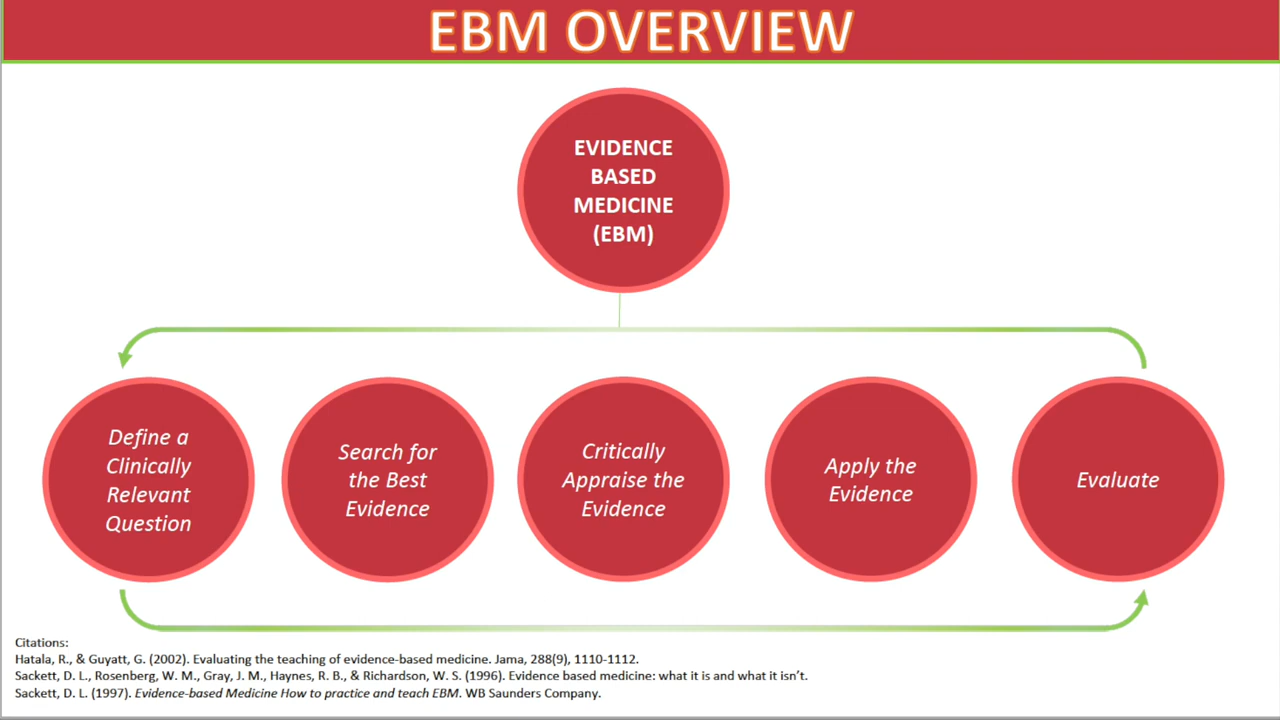 EBM OVERVIEW
EVIDENCE
BASED
MEDICINE
(EBM)
Define a
Clinically
Relevant
Question
Search for
the Best
Evidence
Critically
Appraise the
Evidence
Apply the
Evidence
Evaluate
Citations:
Hatala, R., & Guyatt, G. (2002). Evaluating the teaching of evidence-based medicine. Jama, 288(9), 1110-1112.
Sackett, D. L., Rosenberg, W. M., Gray, J. M., Haynes, R. B., & Richardson, W. S. (1996). Evidence based medicine: what it is and what it isn’t.
Sackett, D. L. (1997). Evidence-based Medicine How to practice and teach EBM. WB Saunders Company.